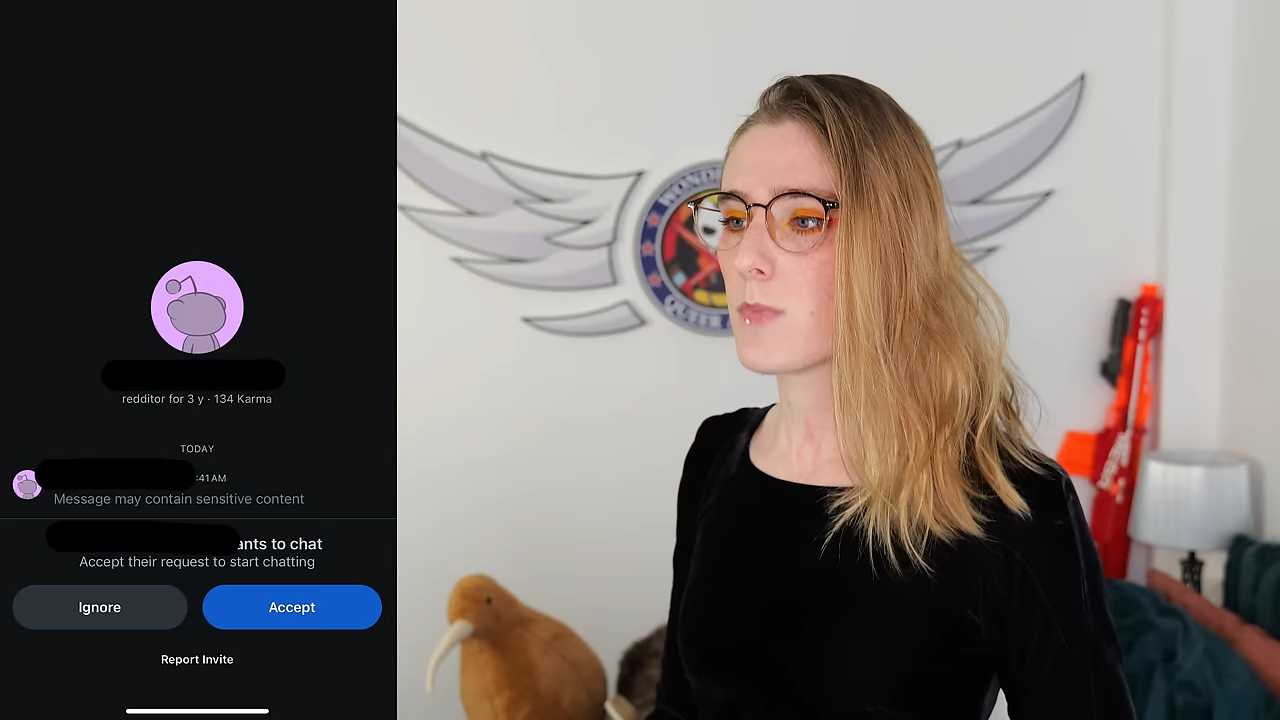 redditor for 3 y · 134 Karma
TODAY
:41 AM
Message may contain sensitive content
ants to chat
Accept their request to start chatting
Ignore
Accept
Report Invite
QUEER